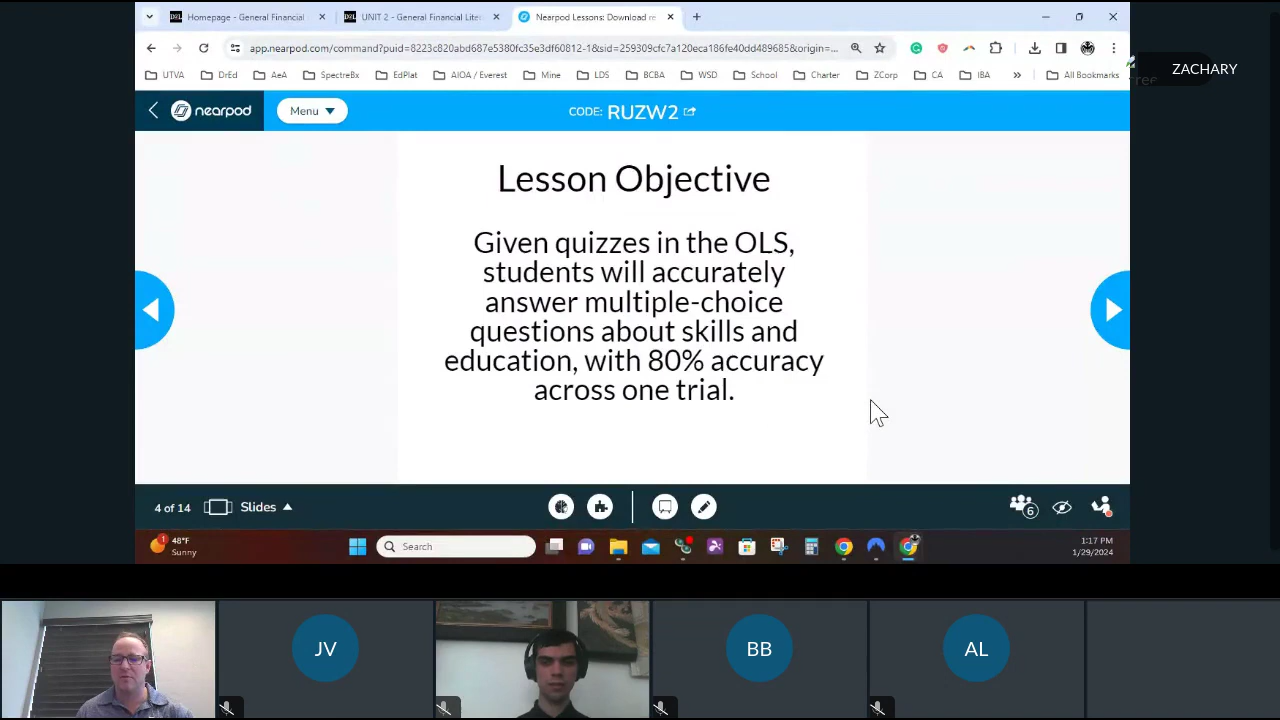 Homepage - General Financial
UNIT 2 - General Financial Lite
Nearpod Lessons: Download re
app.nearpod.com/command?puid=8223c820abd687e5380fc35e3df60812-1&sid=259309cfc7a120eca186fe40dd489685&origin=...
UTVA
DrEd
AeA
SpectreBx
EdPlat
AIOA / Everest
Mine
LDS
BCBA
WSD
School
Charter
ZCorp
CA
IBA
All Bookmarks
ZACHARY
nearpod
Menu
CODE: RUZW2
Lesson Objective
Given quizzes in the OLS,
students will accurately
answer multiple-choice
questions about skills and
education, with 80% accuracy
across one trial.
4 of 14
Slides
6
1
48°F
Sunny
Search
1:17 PM
1/29/2024
JV
BB
AL